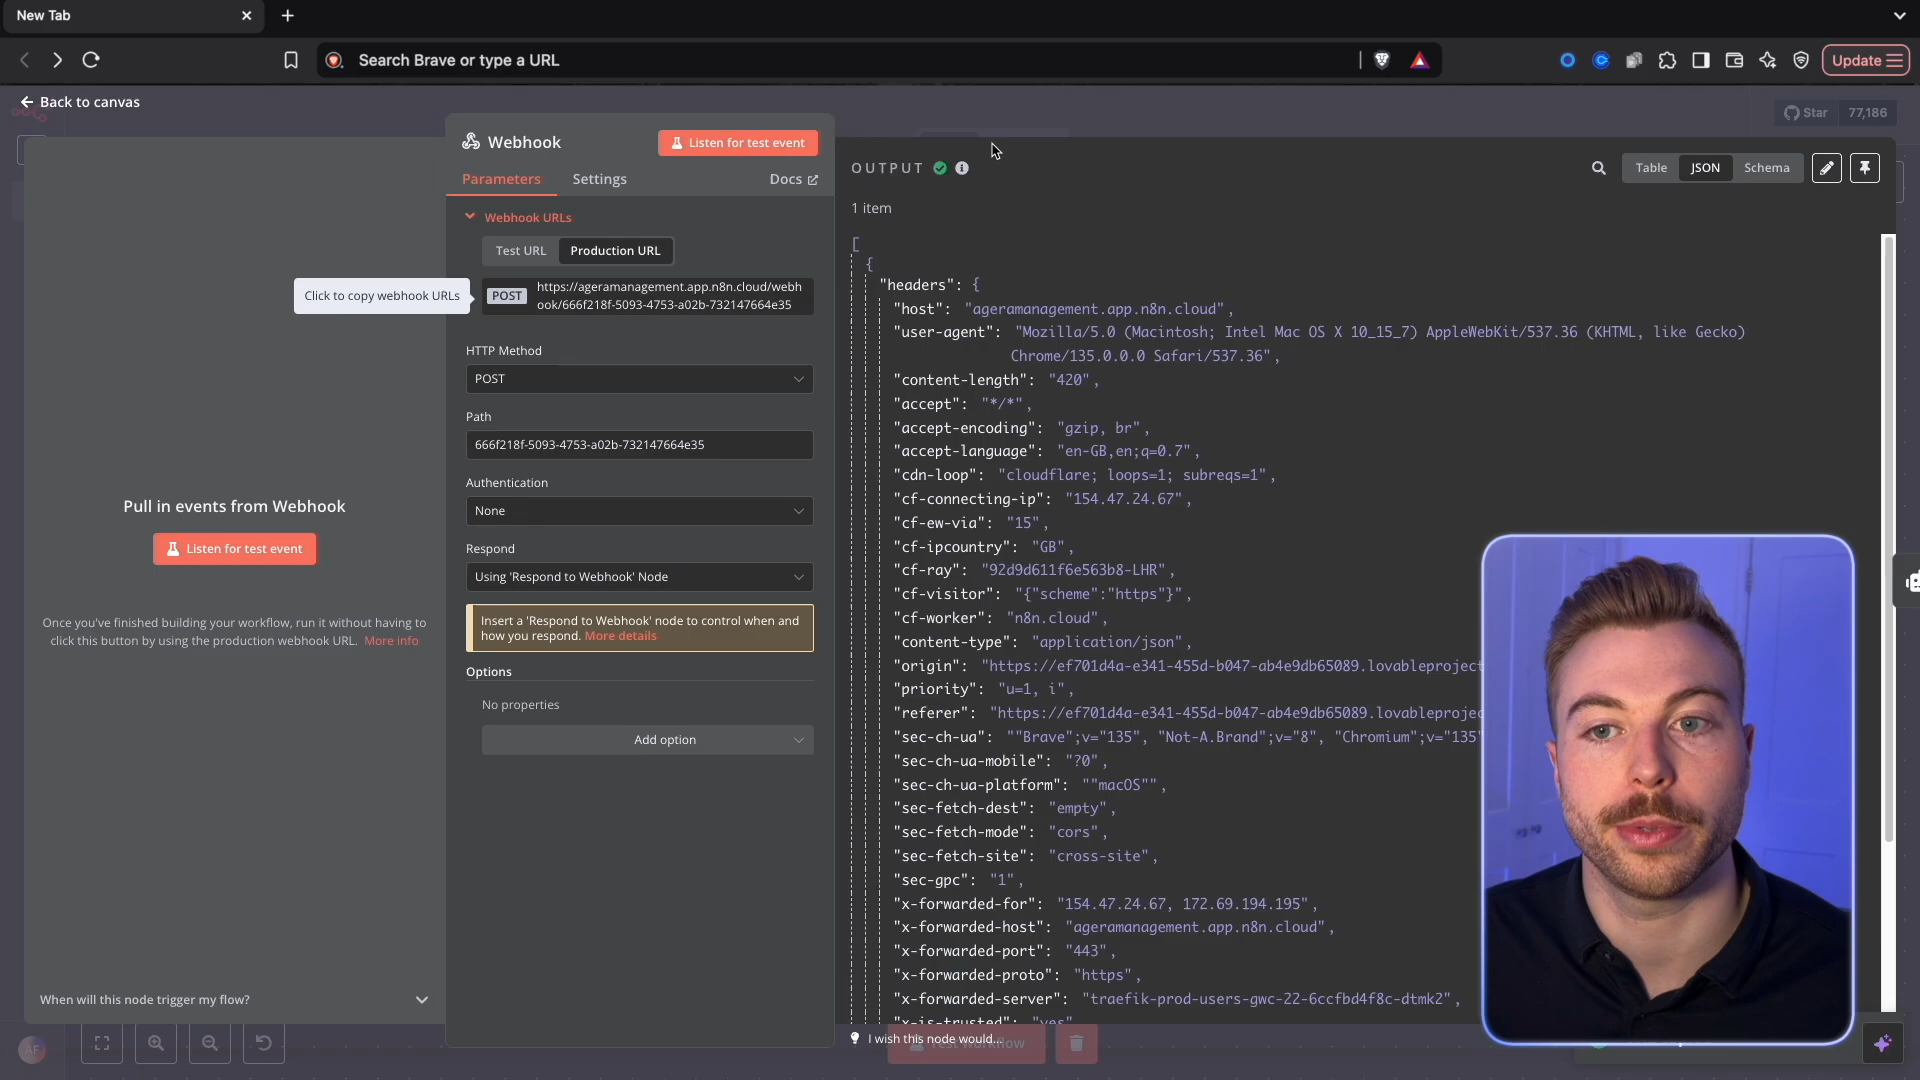 New Tab
Search Brave or type a URL
Update
Back to canvas
Star 77,186
Webhook
Listen for test event
Parameters
Settings
Docs
Webhook URLs
Test URL
Production URL
Click to copy webhook URLs
POST
https://ageramanagement.app.n8n.cloud/webh
ook/666f218f-5093-4753-a02b-732147664e35
HTTP Method
POST
Path
666f218f-5093-4753-a02b-732147664e35
Authentication
None
Respond
Using 'Respond to Webhook' Node
Insert a 'Respond to Webhook' node to control when and
how you respond. More details
Options
No properties
Add option
Pull in events from Webhook
Listen for test event
Once you've finished building your workflow, run it without having to
click this button by using the production webhook URL. More info
When will this node trigger my flow?
AF
OUTPUT
Table
JSON
Schema
1 item
[
{
"headers": {
"host": "ageramanagement.app.n8n.cloud",
"user-agent": "Mozilla/5.0 (Macintosh; Intel Mac OS X 10_15_7) AppleWebKit/537.36 (KHTML, like Gecko)
Chrome/135.0.0.0 Safari/537.36",
"content-length": "420",
"accept": "*/*",
"accept-encoding": "gzip, br",
"accept-language": "en-GB,en;q=0.7",
"cdn-loop": "cloudflare; loops=1; subreqs=1",
"cf-connecting-ip": "154.47.24.67",
"cf-ew-via": "15",
"cf-ipcountry": "GB",
"cf-ray": "92d9d611f6e563b8-LHR",
"cf-visitor": "{"scheme":"https"}",
"cf-worker": "n8n.cloud",
"content-type": "application/json",
"origin": "https://ef701d4a-e341-455d-b047-ab4e9db65089.lovableproject
"priority": "u=1, i",
"referer": "https://ef701d4a-e341-455d-b047-ab4e9db65089.lovableprojec
"sec-ch-ua": ""Brave";v="135", "Not-A.Brand";v="8", "Chromium";v="135"
"sec-ch-ua-mobile": "?0",
"sec-ch-ua-platform": ""macOS"",
"sec-fetch-dest": "empty",
"sec-fetch-mode": "cors",
"sec-fetch-site": "cross-site",
"sec-gpc": "1",
"x-forwarded-for": "154.47.24.67, 172.69.194.195",
"x-forwarded-host": "ageramanagement.app.n8n.cloud",
"x-forwarded-port": "443",
"x-forwarded-proto": "https",
"x-forwarded-server": "traefik-prod-users-gwc-22-6ccfbd4f8c-dtmk2",
"x-is-trusted": "yes"
I wish this node would...